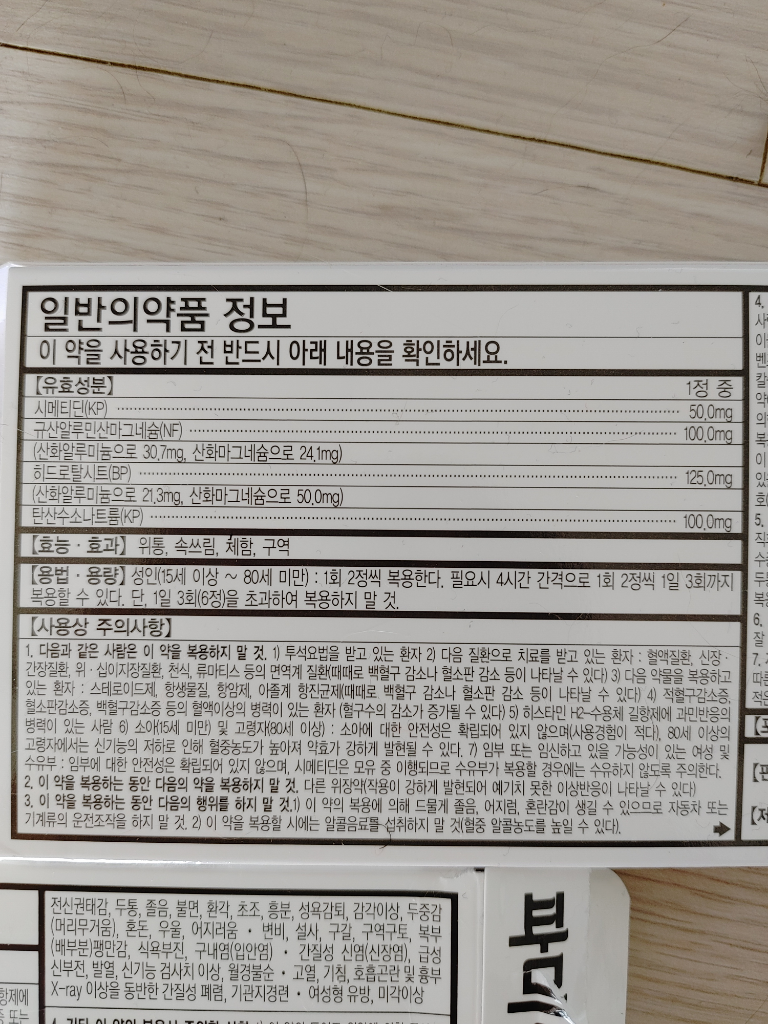 일반의약품 정보
이 약을 사용하기 전 반드시 아래 내용을 확인하세요.
【유효성분】 1정 중
시메티딘(KP) 50.0mg
규산알루민산마그네슘(NF) 100.0mg
(산화알루미늄으로 30.7mg, 산화마그네슘으로 24.1mg)
히드로탈시트(BP) 125.0mg
(산화알루미늄으로 21.3mg, 산화마그네슘으로 50.0mg)
탄산수소나트륨(KP) 100.0mg
【효능·효과】 위통, 속쓰림, 체함, 구역
【용법·용량】 성인(15세 이상 ~ 80세 미만) : 1회 2정씩 복용한다. 필요시 4시간 간격으로 1회 2정씩 1일 3회까지
복용할 수 있다. 단, 1일 3회(6정)을 초과하여 복용하지 말 것.
【사용상 주의사항】
1. 다음과 같은 사람은 이 약을 복용하지 말 것. 1) 투석요법을 받고 있는 환자 2) 다음 질환으로 치료를 받고 있는 환자 : 혈액질환, 신장·
간장질환, 위·십이지장질환, 천식, 류마티스 등의 면역계 질환(때때로 백혈구 감소나 혈소판 감소 등이 나타날 수 있다) 3) 다음 약물을 복용하고
있는 환자 : 스테로이드제, 항생물질, 항암제, 아졸계 항진균제(때때로 백혈구 감소나 혈소판 감소 등이 나타날 수 있다) 4) 적혈구감소증,
혈소판감소증, 백혈구감소증 등의 혈액이상의 병력이 있는 환자 (혈구수의 감소가 증가될 수 있다) 5) 히스타민 H2-수용체 길항제에 과민반응의
병력이 있는 사람 6) 소아(15세 미만) 및 고령자(80세 이상) : 소아에 대한 안전성은 확립되어 있지 않으며(사용경험이 적다), 80세 이상의
고령자에서는 신기능의 저하로 인해 혈중농도가 높아져 약효가 강하게 발현될 수 있다. 7) 임부 또는 임신하고 있을 가능성이 있는 여성 및
수유부 : 임부에 대한 안전성은 확립되어 있지 않으며, 시메티딘은 모유 중 이행되므로 수유부가 복용할 경우에는 수유하지 않도록 주의한다.
2. 이 약을 복용하는 동안 다음의 약을 복용하지 말 것. 다른 위장약(작용이 강하게 발현되어 예기치 못한 이상반응이 나타날 수 있다)
3. 이 약을 복용하는 동안 다음의 행위를 하지 말 것.1) 이 약의 복용에 의해 드물게 졸음, 어지럼, 혼란감이 생길 수 있으므로 자동차 또는
기계류의 운전조작을 하지 말 것. 2) 이 약을 복용할 시에는 알콜음료를 섭취하지 말 것(혈중 알콜농도를 높일 수 있다).
4.
5.
6.
7.
전신권태감, 두통, 졸음, 불면, 환각, 초조, 흥분, 성욕감퇴, 감각이상, 두중감
(머리무거움), 혼돈, 우울, 어지러움 · 변비, 설사, 구갈, 구역구토, 복부
(배부분)팽만감, 식욕부진, 구내염(입안염) · 간질성 신염(신장염), 급성
신부전, 발열, 신기능 검사치 이상, 월경불순 · 고열, 기침, 호흡곤란 및 흉부
X-ray 이상을 동반한 간질성 폐렴, 기관지경련 · 여성형 유방, 미각이상
항제에
파디